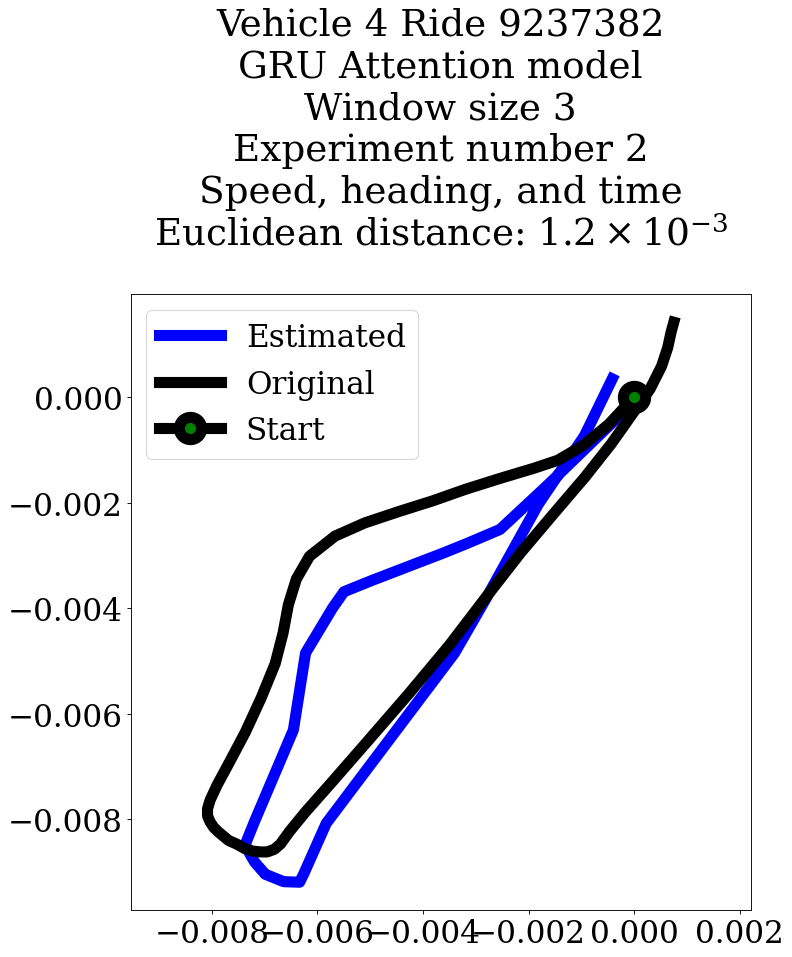 Vehicle 4 Ride 9237382
GRU Attention model
Window size 3
Experiment number 2
Speed, heading, and time
Euclidean distance: 1.2 × 10⁻³
Estimated
Original
Start
0.000
−0.002
−0.004
−0.006
−0.008
−0.008 −0.006 −0.004 −0.002 0.000 0.002